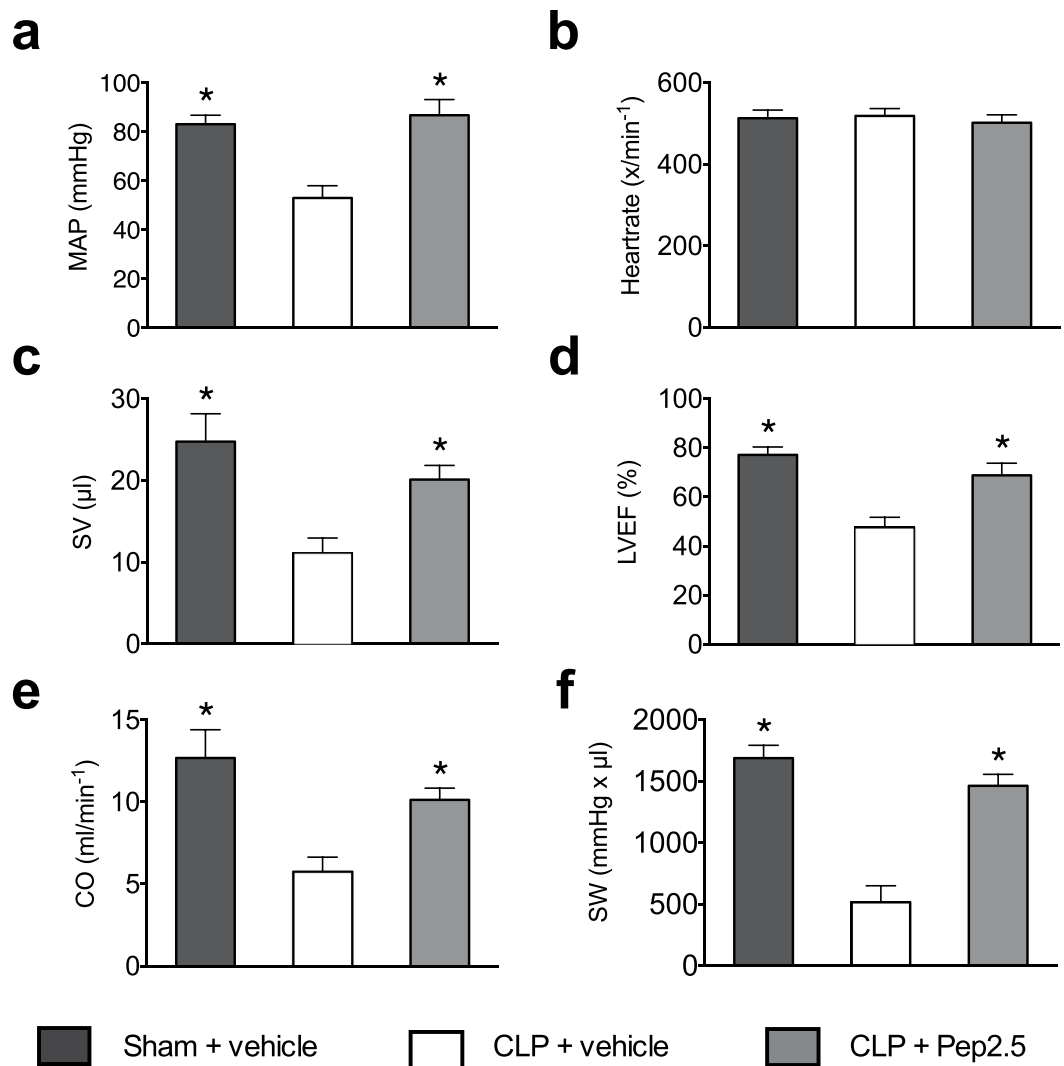 a
MAP (mmHg)
100
80
60
40
20
0
*
*
b
Heartrate (x/min-1)
600
400
200
0
c
SV (µl)
30
20
10
0
*
*
d
LVEF (%)
100
80
60
40
20
0
*
*
e
CO (ml/min-1)
15
10
5
0
*
*
f
SW (mmHg x µl)
2000
1500
1000
500
0
*
*
Sham + vehicle
CLP + vehicle
CLP + Pep2.5